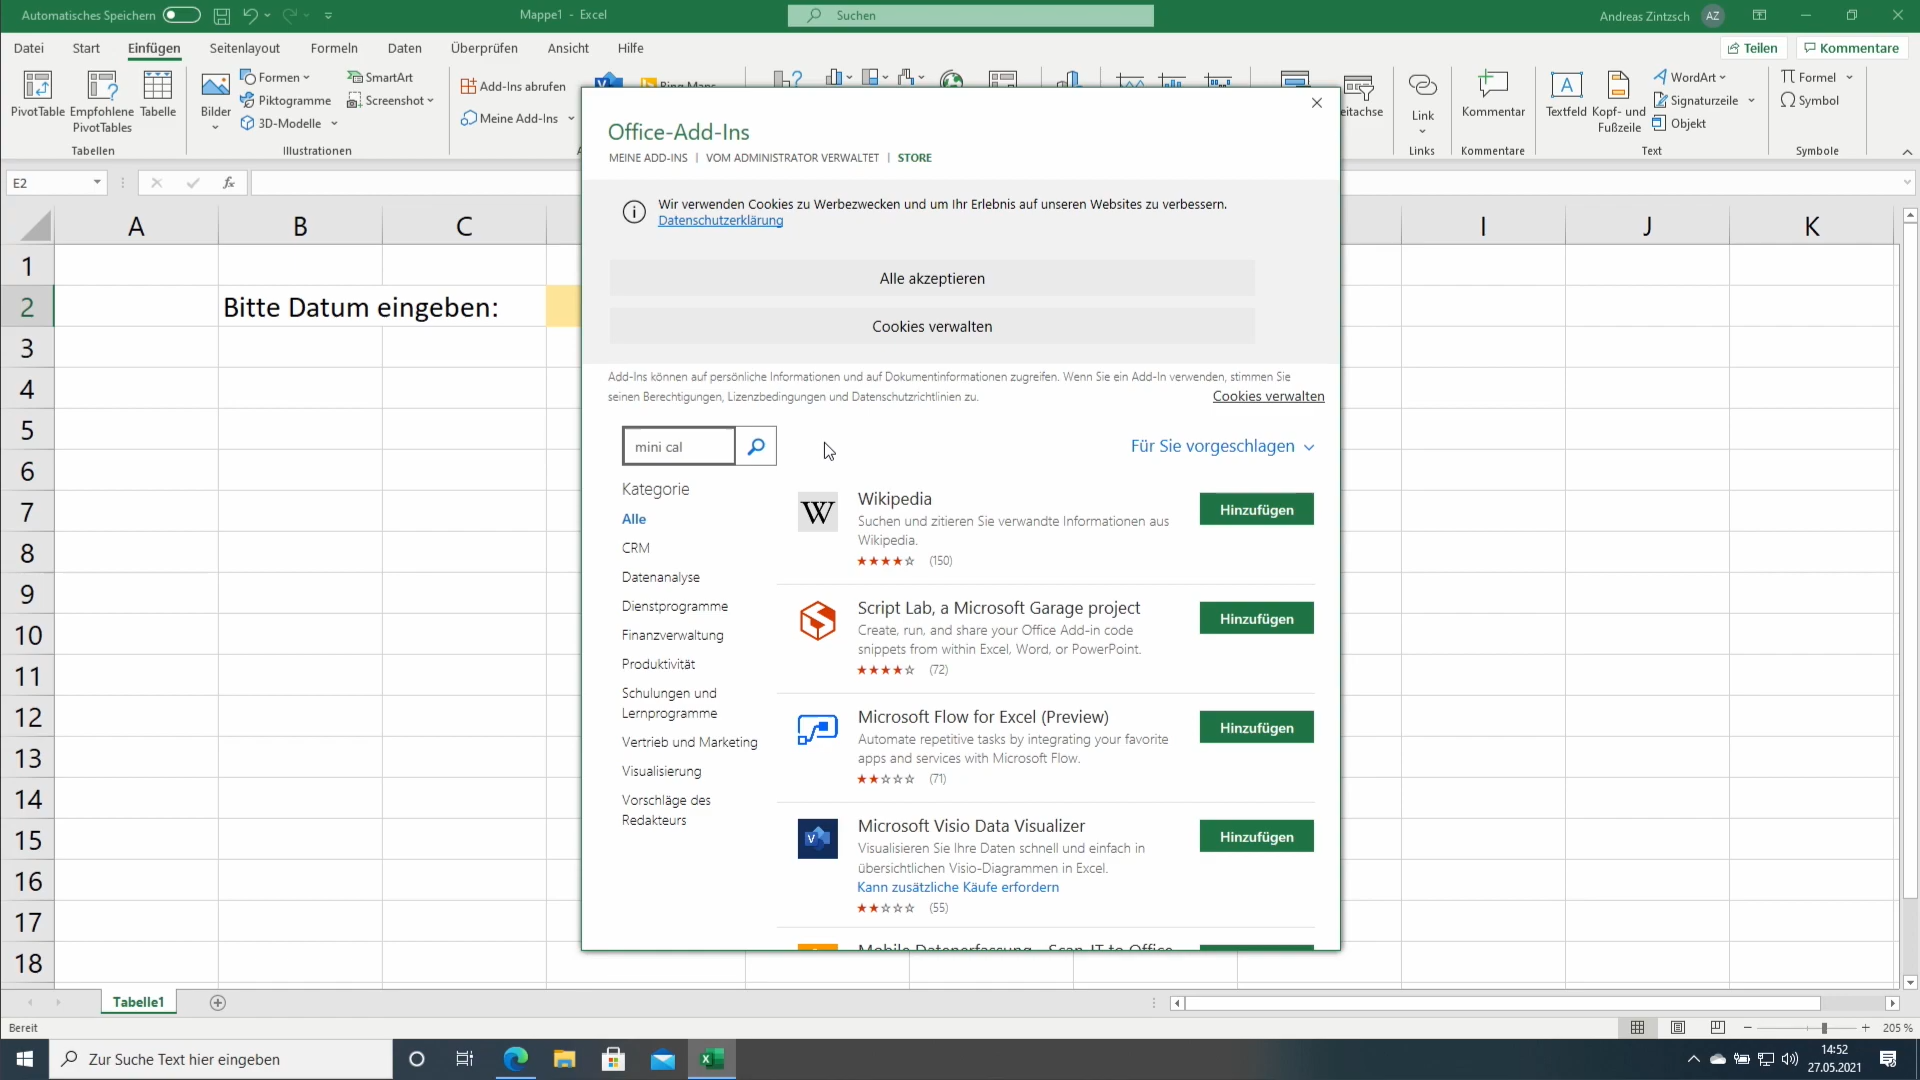 Automatisches Speichern
Mappe1 - Excel
Suchen
Andreas Zintzsch
AZ
Datei
Start
Einfügen
Seitenlayout
Formeln
Daten
Überprüfen
Ansicht
Hilfe
Teilen
Kommentare
PivotTable
Empfohlene
PivotTables
Tabelle
Tabellen
Bilder
Formen
Piktogramme
3D-Modelle
SmartArt
Screenshot
Illustrationen
Add-Ins abrufen
Meine Add-Ins
Link
Links
Kommentar
Kommentare
Textfeld
Kopf- und
Fußzeile
WordArt
Signaturzeile
Objekt
Text
Formel
Symbol
Symbole
E2
fx
A B C I J K
1
2 Bitte Datum eingeben:
3
4
5
6
7
8
9
10
11
12
13
14
15
16
17
18
Office-Add-Ins
MEINE ADD-INS | VOM ADMINISTRATOR VERWALTET | STORE
Wir verwenden Cookies zu Werbezwecken und um Ihr Erlebnis auf unseren Websites zu verbessern.
Datenschutzerklärung
Alle akzeptieren
Cookies verwalten
Add-Ins können auf persönliche Informationen und auf Dokumentinformationen zugreifen. Wenn Sie ein Add-In verwenden, stimmen Sie
seinen Berechtigungen, Lizenzbedingungen und Datenschutzrichtlinien zu.
Cookies verwalten
mini cal
Für Sie vorgeschlagen
Kategorie
Alle
CRM
Datenanalyse
Dienstprogramme
Finanzverwaltung
Produktivität
Schulungen und
Lernprogramme
Vertrieb und Marketing
Visualisierung
Vorschläge des
Redakteurs
W
Wikipedia
Suchen und zitieren Sie verwandte Informationen aus
Wikipedia.
(150)
Hinzufügen
Script Lab, a Microsoft Garage project
Create, run, and share your Office Add-in code
snippets from within Excel, Word, or PowerPoint.
(72)
Hinzufügen
Microsoft Flow for Excel (Preview)
Automate repetitive tasks by integrating your favorite
apps and services with Microsoft Flow.
(71)
Hinzufügen
Microsoft Visio Data Visualizer
Visualisieren Sie Ihre Daten schnell und einfach in
übersichtlichen Visio-Diagrammen in Excel.
Kann zusätzliche Käufe erfordern
(55)
Hinzufügen
Tabelle1
Bereit
205 %
Zur Suche Text hier eingeben
14:52
27.05.2021